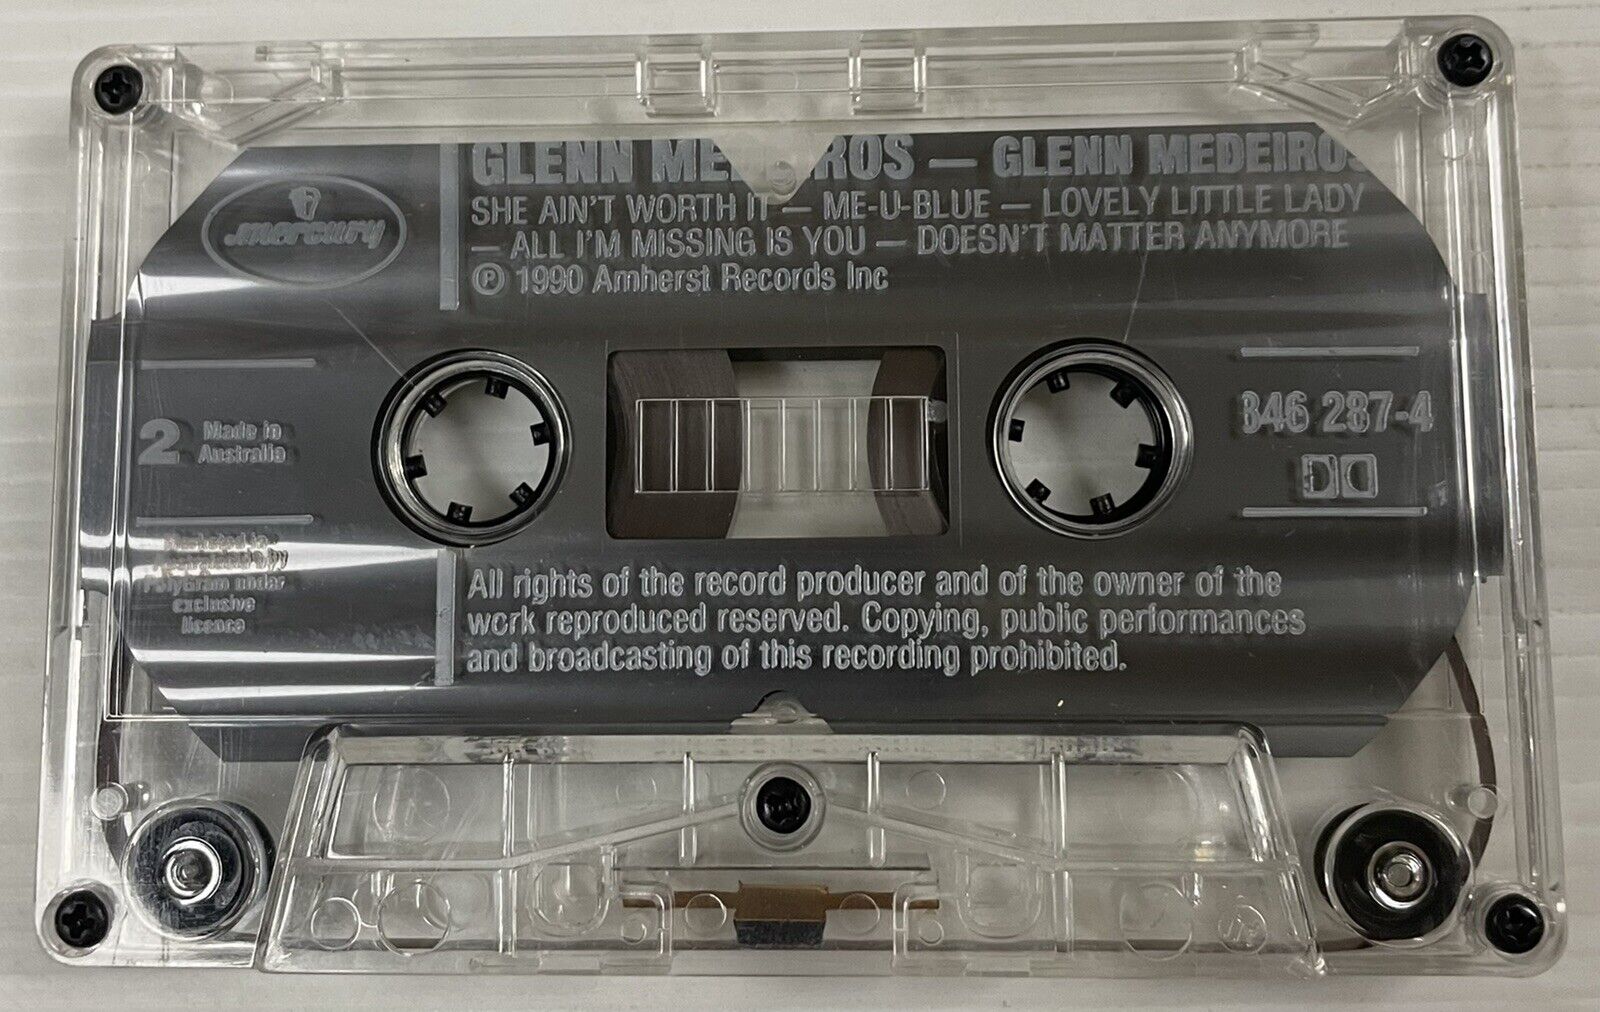 GLENN MEDEIROS — GLENN MEDEIROS
mercury
SHE AIN'T WORTH IT — ME-U-BLUE — LOVELY LITTLE LADY
— ALL I'M MISSING IS YOU — DOESN'T MATTER ANYMORE
Ⓟ 1990 Amherst Records Inc
2
Made in
Australia
846 287-4
PolyGram under
exclusive
licence
All rights of the record producer and of the owner of the
work reproduced reserved. Copying, public performances
and broadcasting of this recording prohibited.